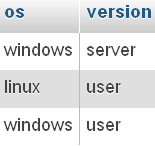 os version
windows server
linux user
windows user